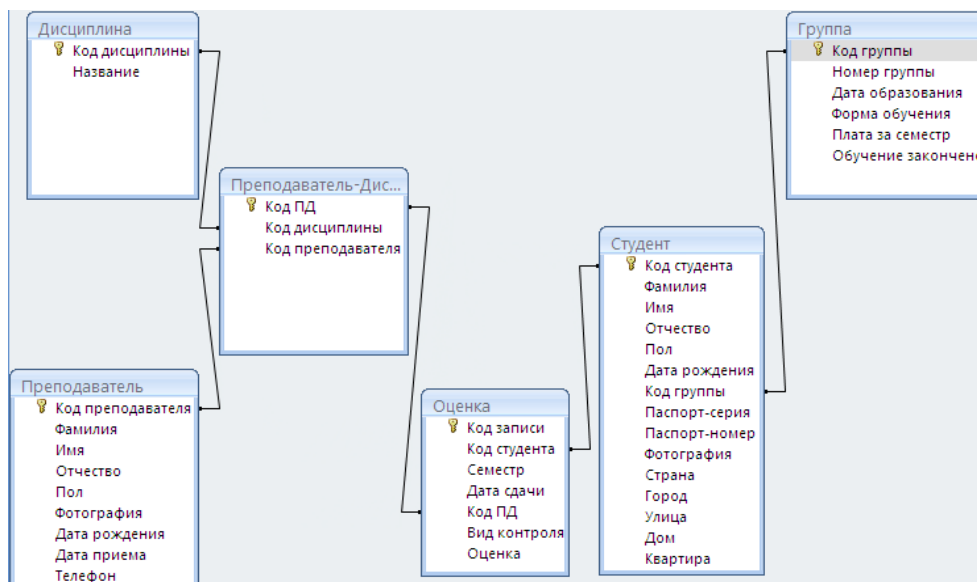 Дисциплина
Код дисциплины
Название
Преподаватель-Дис...
Код ПД
Код дисциплины
Код преподавателя
Преподаватель
Код преподавателя
Фамилия
Имя
Отчество
Пол
Фотография
Дата рождения
Дата приема
Телефон
Оценка
Код записи
Код студента
Семестр
Дата сдачи
Код ПД
Вид контроля
Оценка
Студент
Код студента
Фамилия
Имя
Отчество
Пол
Дата рождения
Код группы
Паспорт-серия
Паспорт-номер
Фотография
Страна
Город
Улица
Дом
Квартира
Группа
Код группы
Номер группы
Дата образования
Форма обучения
Плата за семестр
Обучение закончено